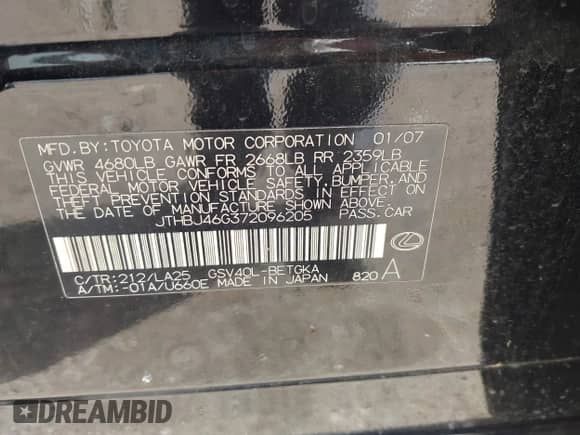 MFD.BY:TOYOTA MOTOR CORPORATION 01/07
GVWR 4680LB GAWR FR 2668LB RR 2359LB
THIS VEHICLE CONFORMS TO ALL APPLICABLE
FEDERAL MOTOR VEHICLE SAFETY,BUMPER,AND
THEFT PREVENTION STANDARDS IN EFFECT ON
THE DATE OF MANUFACTURE SHOWN ABOVE.
JTHBJ46G372096205 PASS.CAR
C/TR:212/LA25 GSV40L-BETGKA
A/TM:-01A/U660E MADE IN JAPAN 820 A
DREAMBID